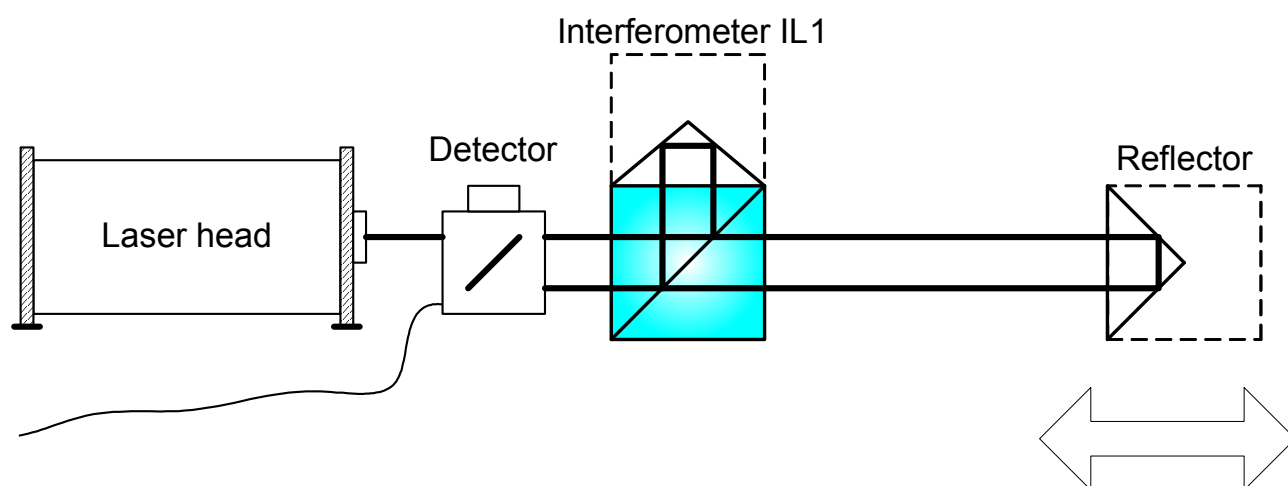 Interferometer IL1
Detector
Reflector
Laser head